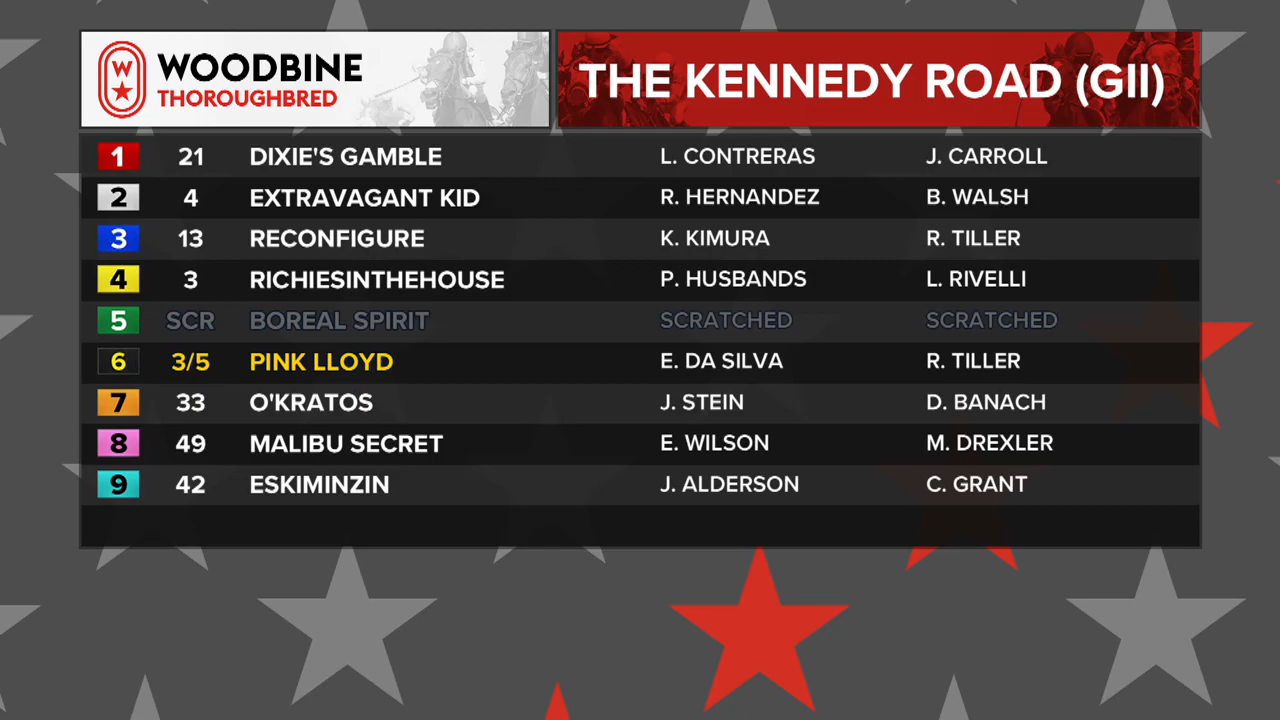 W
WOODBINE
THOROUGHBRED
THE KENNEDY ROAD (GII)
1 21 DIXIE'S GAMBLE L. CONTRERAS J. CARROLL
2 4 EXTRAVAGANT KID R. HERNANDEZ B. WALSH
3 13 RECONFIGURE K. KIMURA R. TILLER
4 3 RICHIESINTHEHOUSE P. HUSBANDS L. RIVELLI
5 SCR BOREAL SPIRIT SCRATCHED SCRATCHED
6 3/5 PINK LLOYD E. DA SILVA R. TILLER
7 33 O'KRATOS J. STEIN D. BANACH
8 49 MALIBU SECRET E. WILSON M. DREXLER
9 42 ESKIMINZIN J. ALDERSON C. GRANT